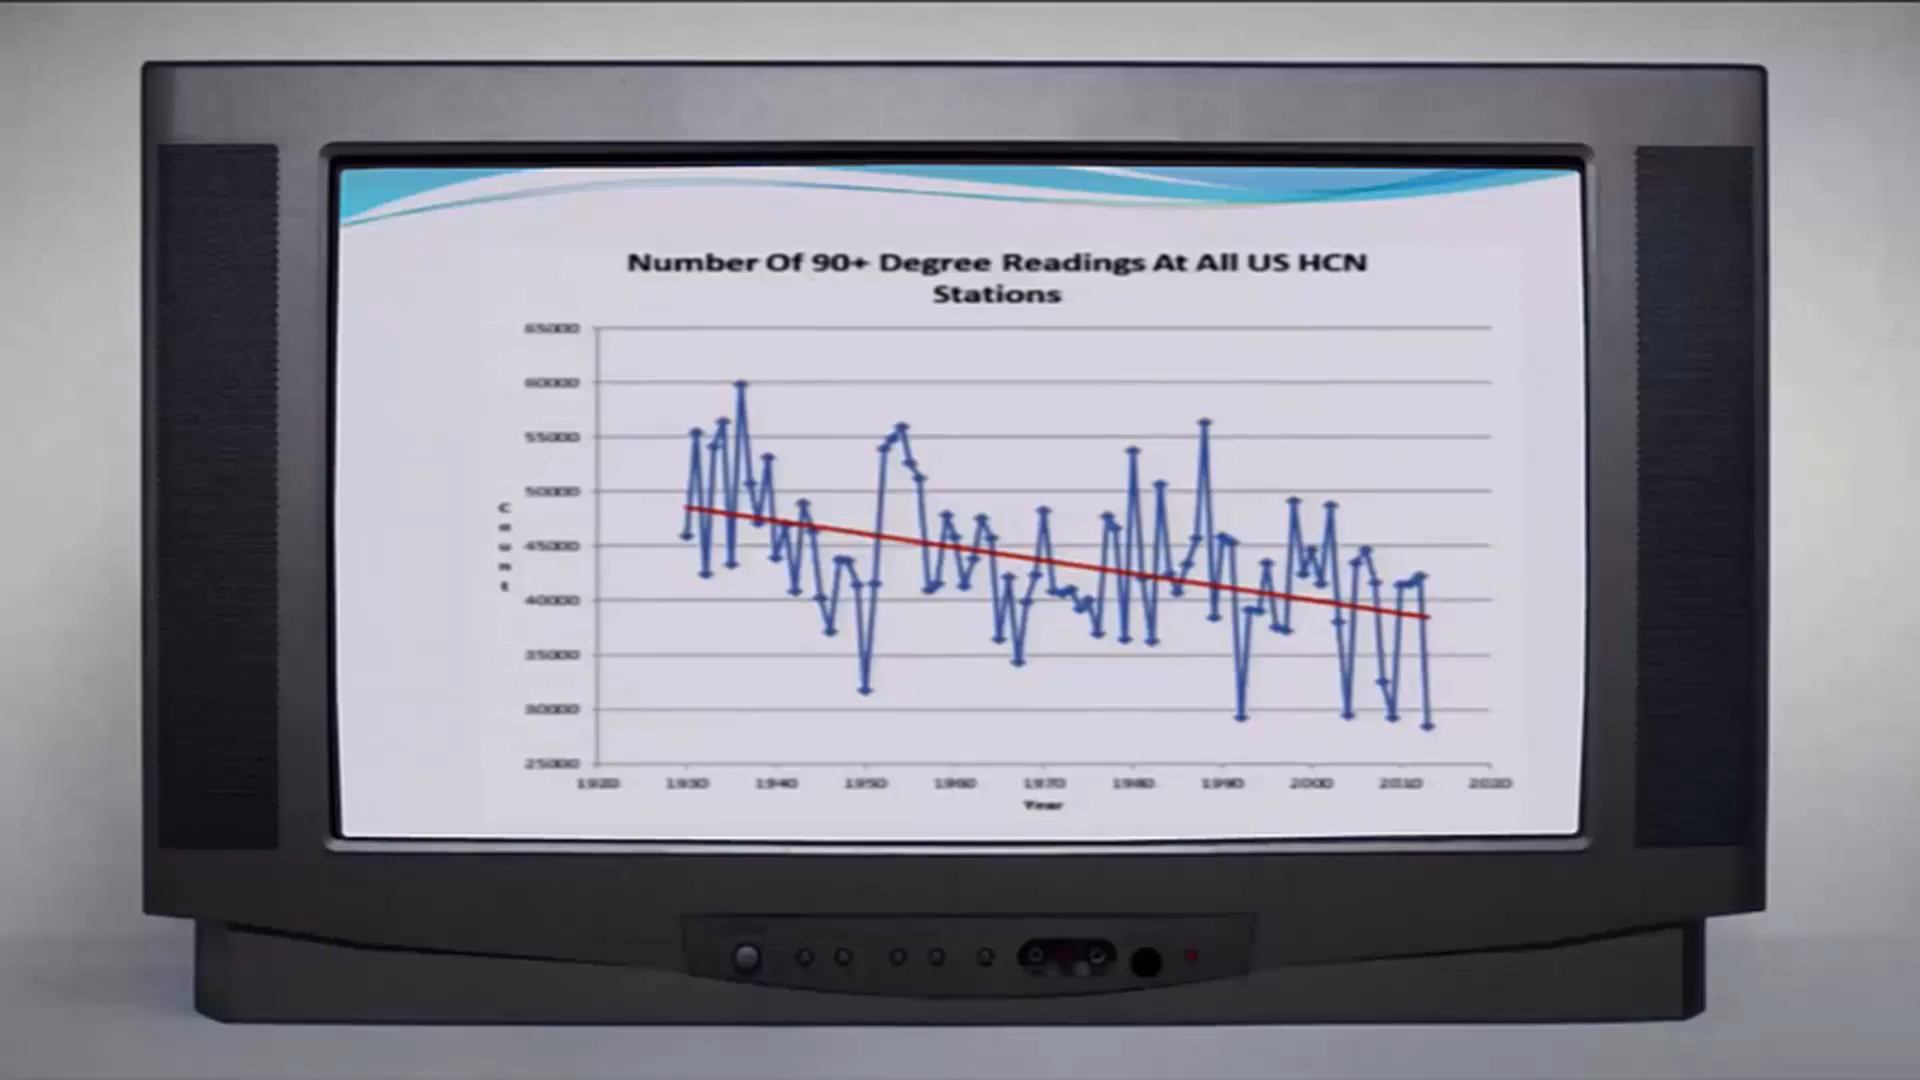 Number Of 90+ Degree Readings At All US HCN
Stations
65000
60000
55000
50000
45000
40000
35000
30000
25000
Count
1920 1930 1940 1950 1960 1970 1980 1990 2000 2010 2020
Year